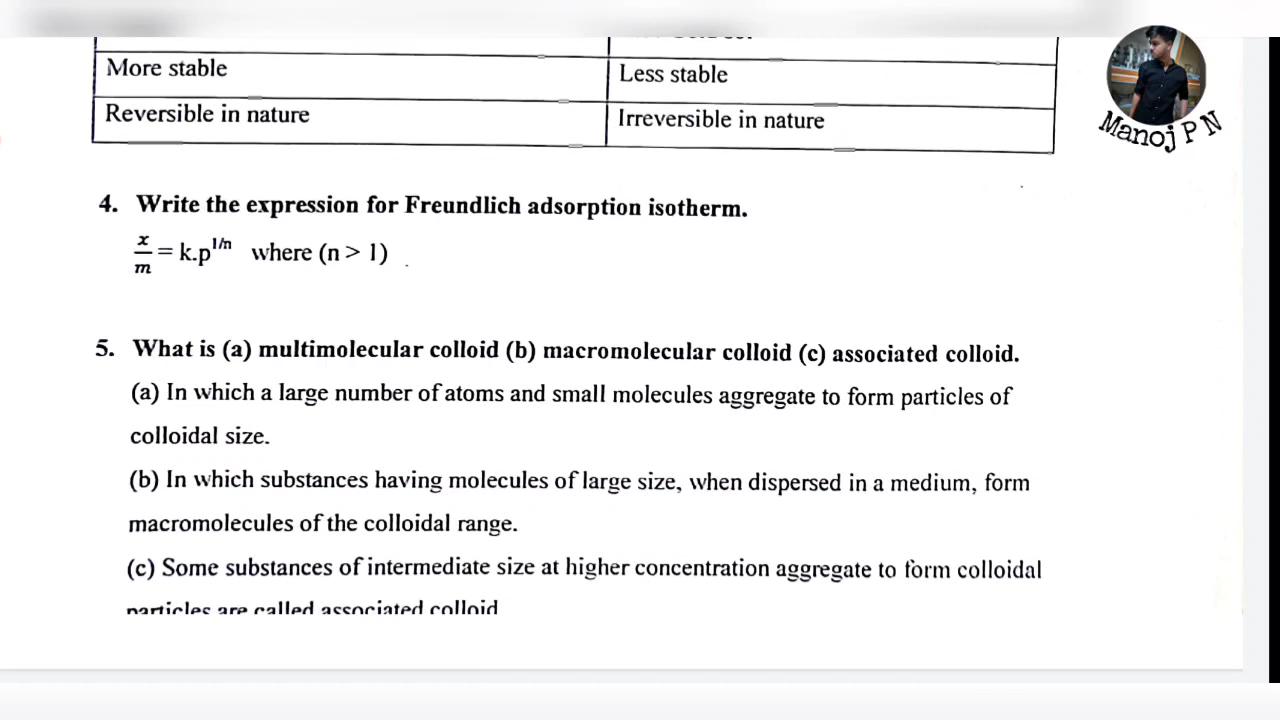 More stable
Less stable
Reversible in nature
Irreversible in nature
Manoj P N
4. Write the expression for Freundlich adsorption isotherm.
x/m = k.p^1/n where (n > 1)
5. What is (a) multimolecular colloid (b) macromolecular colloid (c) associated colloid.
(a) In which a large number of atoms and small molecules aggregate to form particles of
colloidal size.
(b) In which substances having molecules of large size, when dispersed in a medium, form
macromolecules of the colloidal range.
(c) Some substances of intermediate size at higher concentration aggregate to form colloidal
particles are called associated colloid